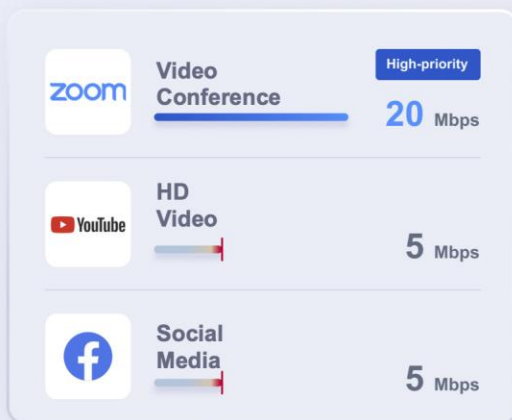 zoom
Video
Conference
High-priority
20 Mbps
YouTube
HD
Video
5 Mbps
f
Social
Media
5 Mbps